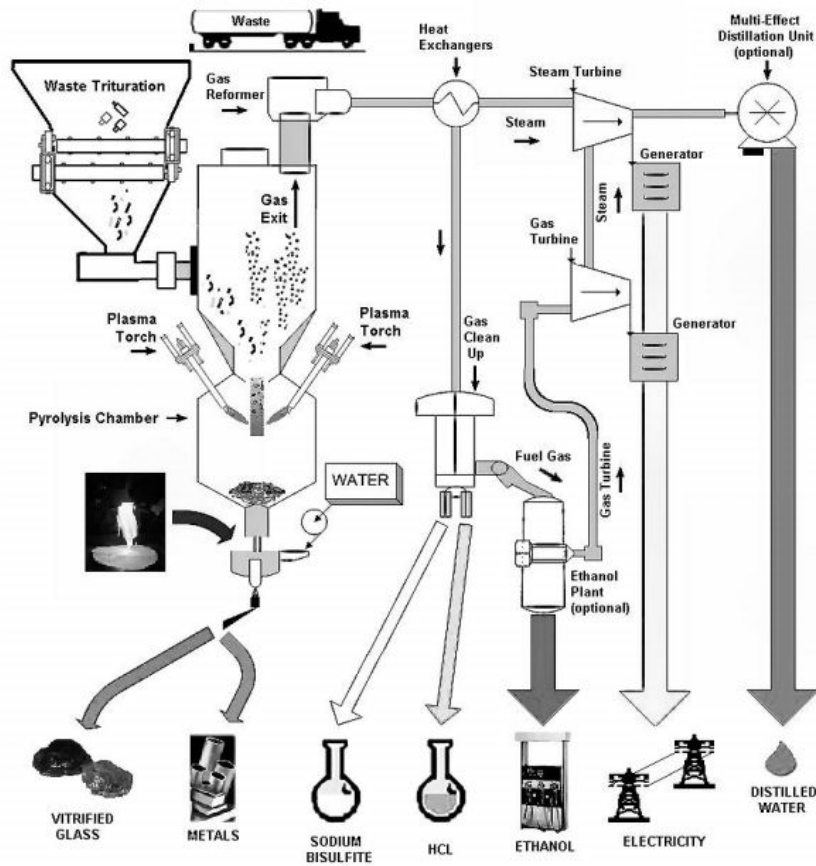 Waste
Waste Trituration
Gas
Reformer
Heat
Exchangers
Steam Turbine
Multi-Effect
Distillation Unit
(optional)
Steam
Generator
Steam
Gas
Exit
Gas
Turbine
Plasma
Torch
Plasma
Torch
Gas
Clean
Up
Generator
Pyrolysis Chamber
WATER
Fuel Gas
Gas Turbine
Ethanol
Plant
(optional)
VITRIFIED
GLASS
METALS
SODIUM
BISULFITE
HCL
ETHANOL
ELECTRICITY
DISTILLED
WATER